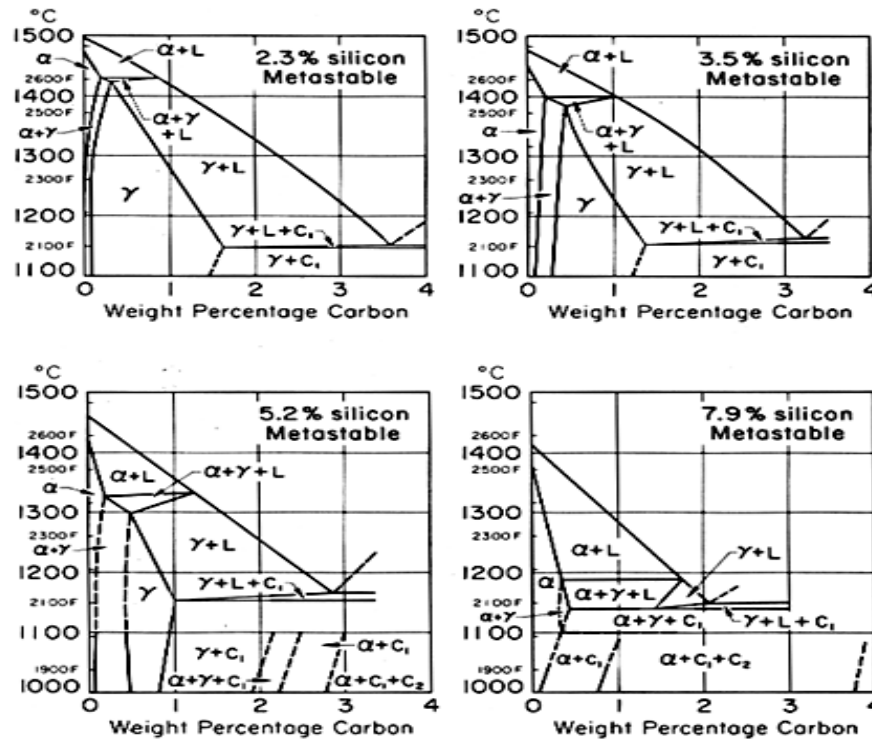 °C
1500
α+L
2.3% silicon
Metastable
α
2600F
1400
2500F
α+γ
α+γ
+L
1300
2300F
γ
γ+L
1200
γ+L+C₁
2100F
γ+C₁
1100
0 1 2 3 4
Weight Percentage Carbon
°C
1500
α+L
3.5% silicon
Metastable
2600F
1400
2500F
α
α+γ
+L
1300
2300F
α+γ
γ
γ+L
1200
γ+L+C₁
2100F
γ+C₁
1100
0 1 2 3 4
Weight Percentage Carbon
°C
1500
5.2% silicon
Metastable
2600F
1400
2500F
α+L
α+γ+L
α
1300
2300F
α+γ
γ+L
1200
γ
γ+L+C₁
2100F
1100
γ+C₁
α+C₁
1900F
α+γ+C₁
α+C₁+C₂
1000
0 1 2 3 4
Weight Percentage Carbon
°C
1500
7.9% silicon
Metastable
2600F
1400
2500F
1300
2300F
α+L
γ+L
1200
α
α+γ+L
2100F
α+γ
α+γ+C₁
γ+L+C₁
1100
α+C₁
α+C₁+C₂
1900F
1000
0 1 2 3 4
Weight Percentage Carbon